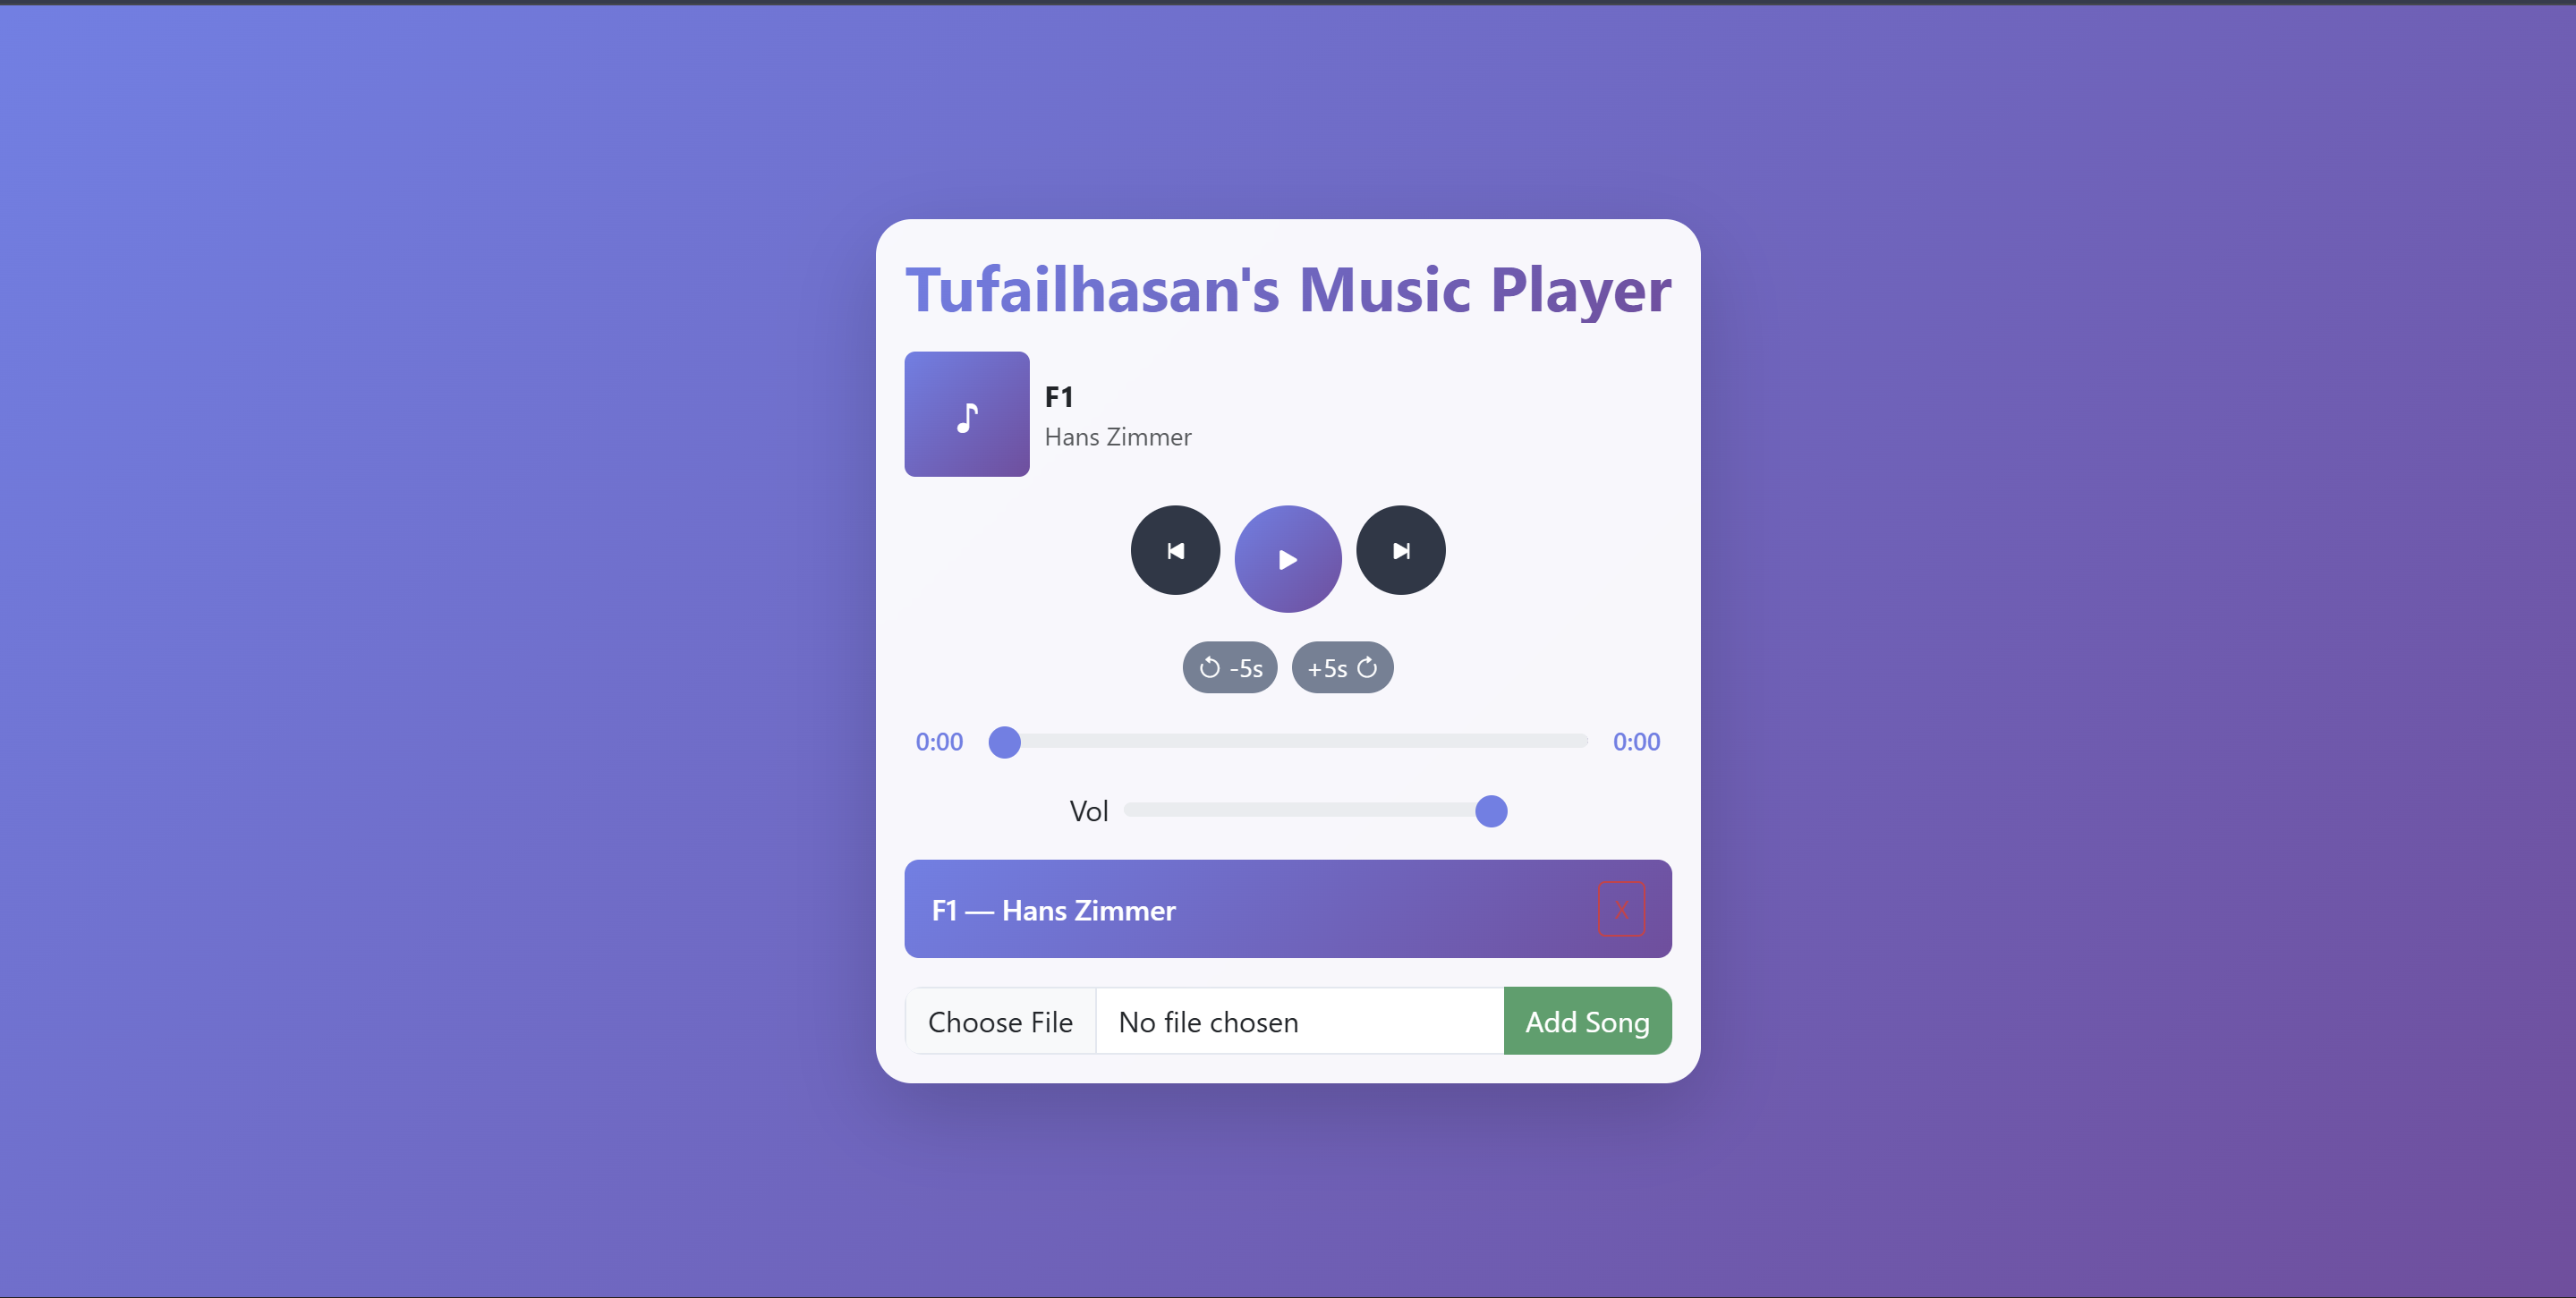 Tufailhasan's Music Player
F1
Hans Zimmer
-5s +5s
0:00 0:00
Vol
F1 — Hans Zimmer X
Choose File No file chosen Add Song